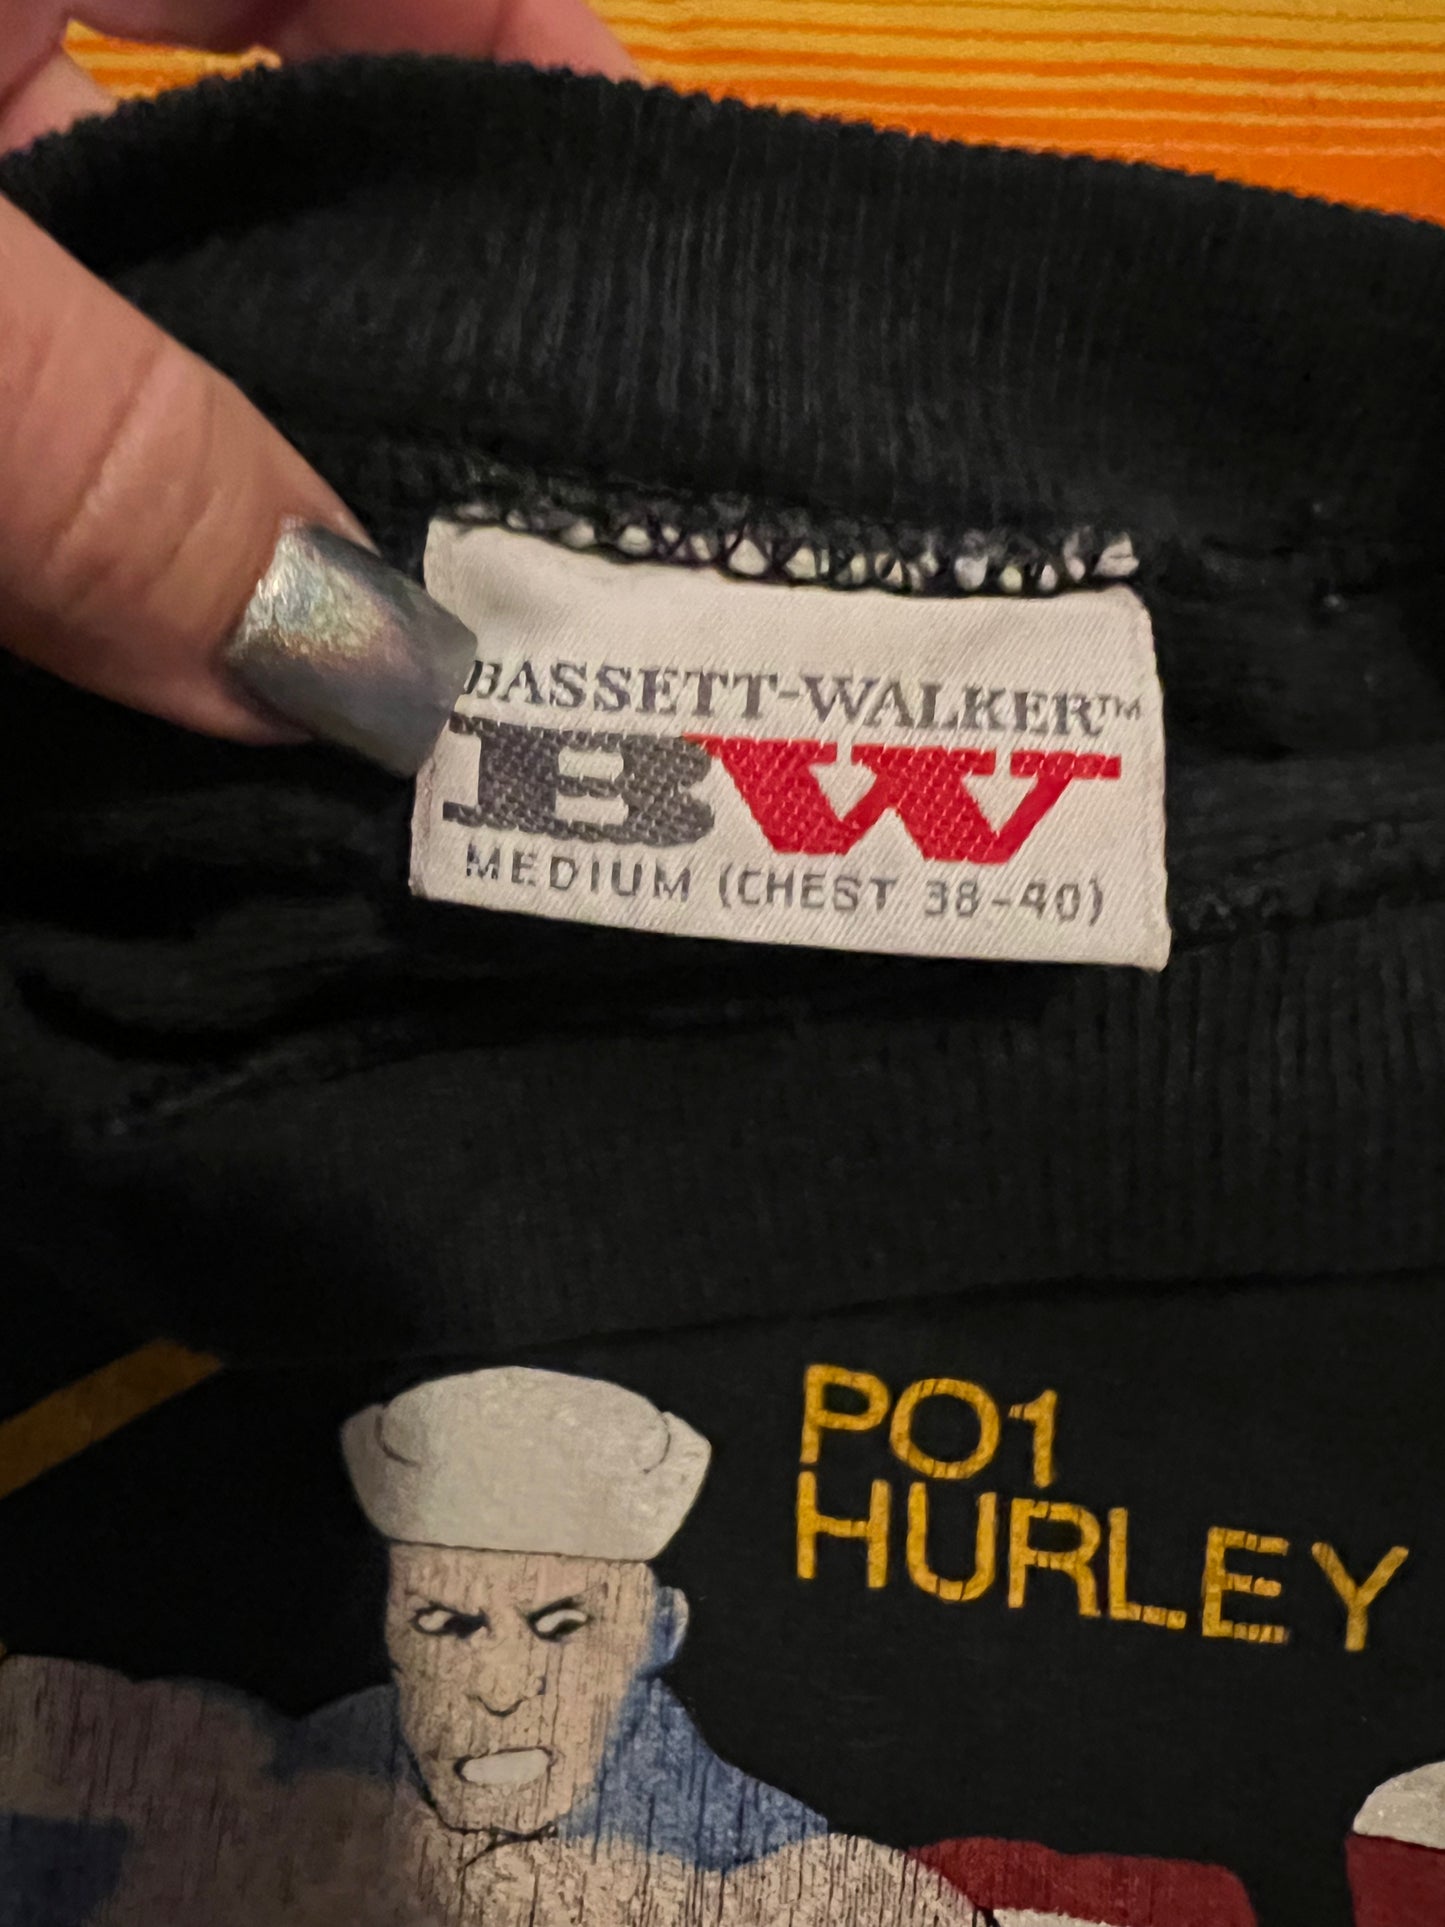 BASSETT-WALKER™
BW
MEDIUM (CHEST 38-40)
PO1
HURLEY